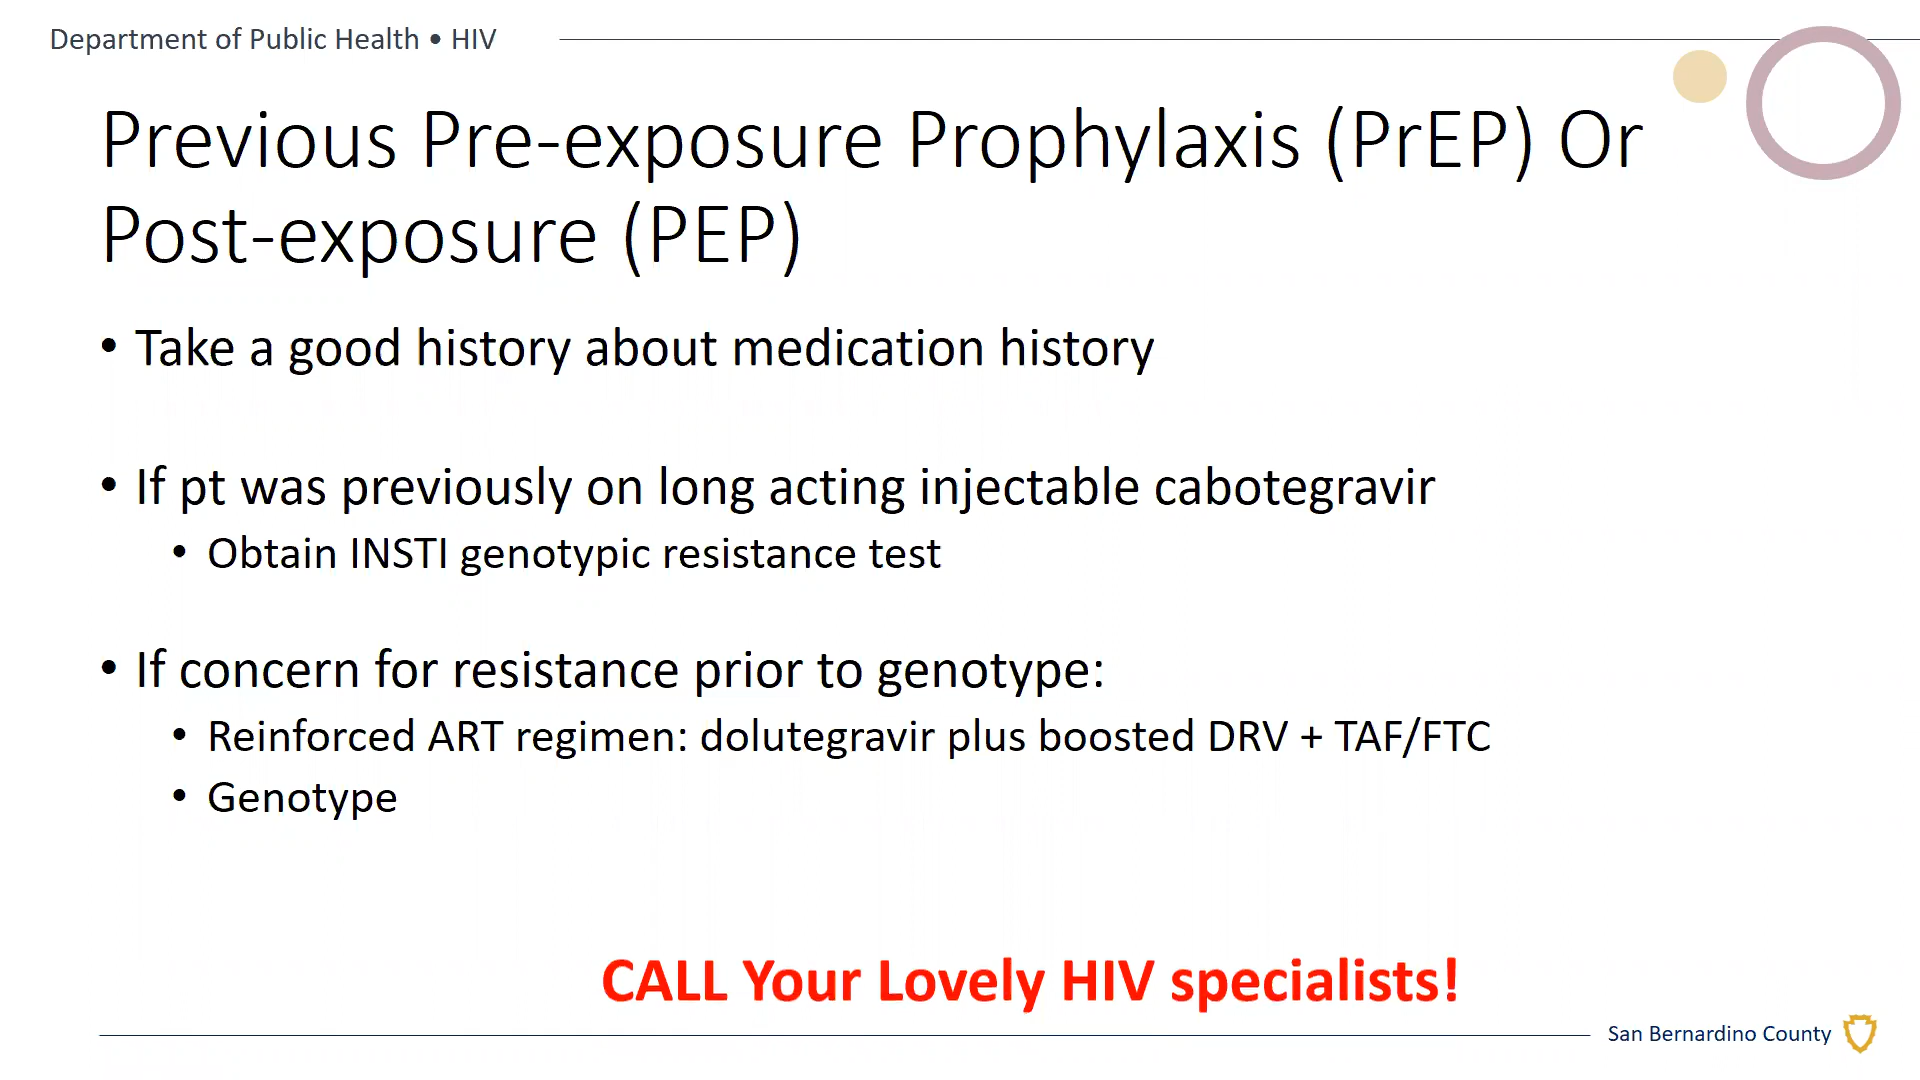 Department of Public Health • HIV
Previous Pre-exposure Prophylaxis (PrEP) Or
Post-exposure (PEP)
• Take a good history about medication history
• If pt was previously on long acting injectable cabotegravir
• Obtain INSTI genotypic resistance test
• If concern for resistance prior to genotype:
• Reinforced ART regimen: dolutegravir plus boosted DRV + TAF/FTC
• Genotype
CALL Your Lovely HIV specialists!
San Bernardino County